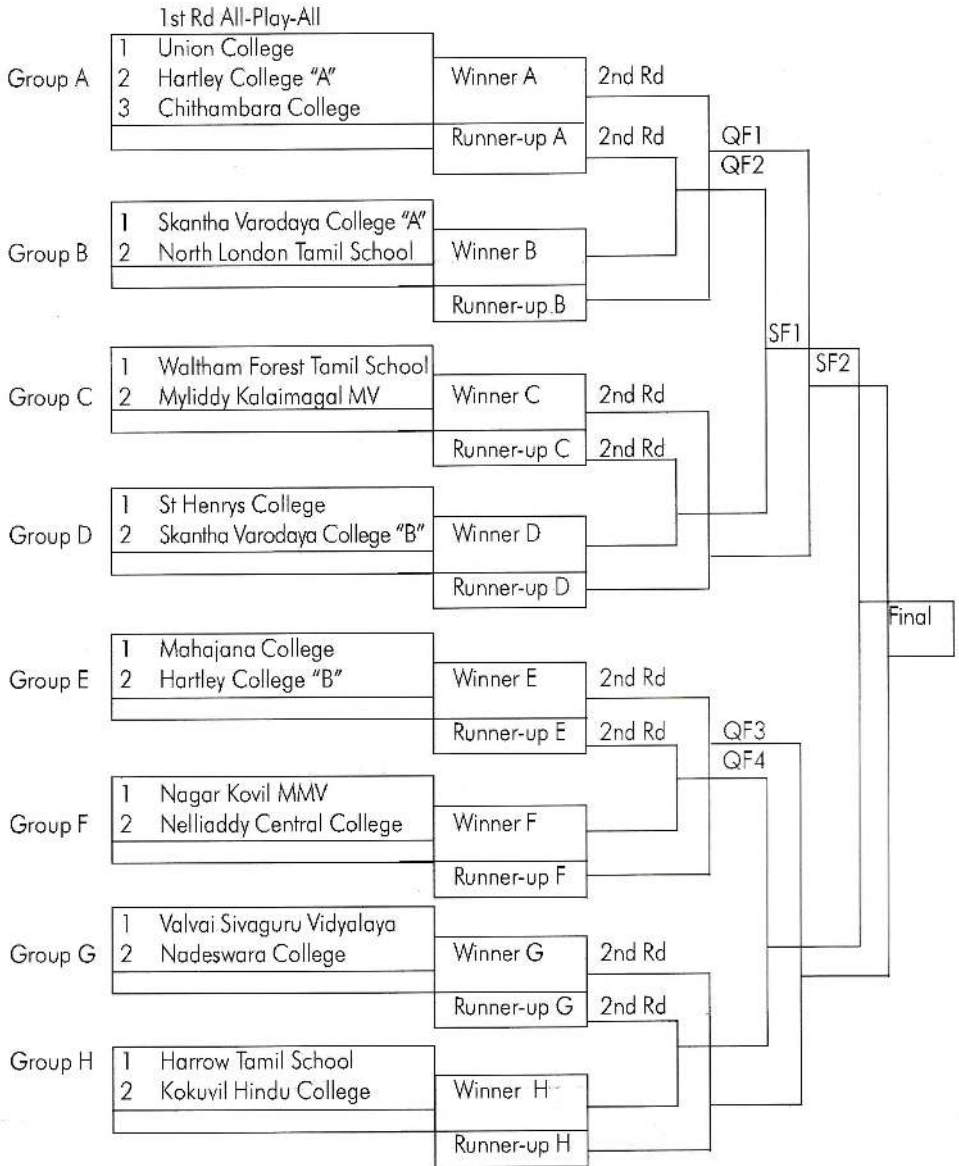 1st Rd All-Play-All
Group A
1 Union College
2 Hartley College "A"
3 Chithambara College
Winner A
2nd Rd
Runner-up A
2nd Rd
QF1
QF2
Group B
1 Skantha Varodaya College "A"
2 North London Tamil School
Winner B
Runner-up.B
SF1
SF2
Group C
1 Waltham Forest Tamil School
2 Myliddy Kalaimagal MV
Winner C
2nd Rd
Runner-up C
2nd Rd
Group D
1 St Henrys College
2 Skantha Varodaya College "B"
Winner D
Runner-up D
Final
Group E
1 Mahajana College
2 Hartley College "B"
Winner E
2nd Rd
Runner-up E
2nd Rd
QF3
QF4
Group F
1 Nagar Kovil MMV
2 Nelliaddy Central College
Winner F
Runner-up F
Group G
1 Valvai Sivaguru Vidyalaya
2 Nadeswara College
Winner G
2nd Rd
Runner-up G
2nd Rd
Group H
1 Harrow Tamil School
2 Kokuvil Hindu College
Winner H
Runner-up H